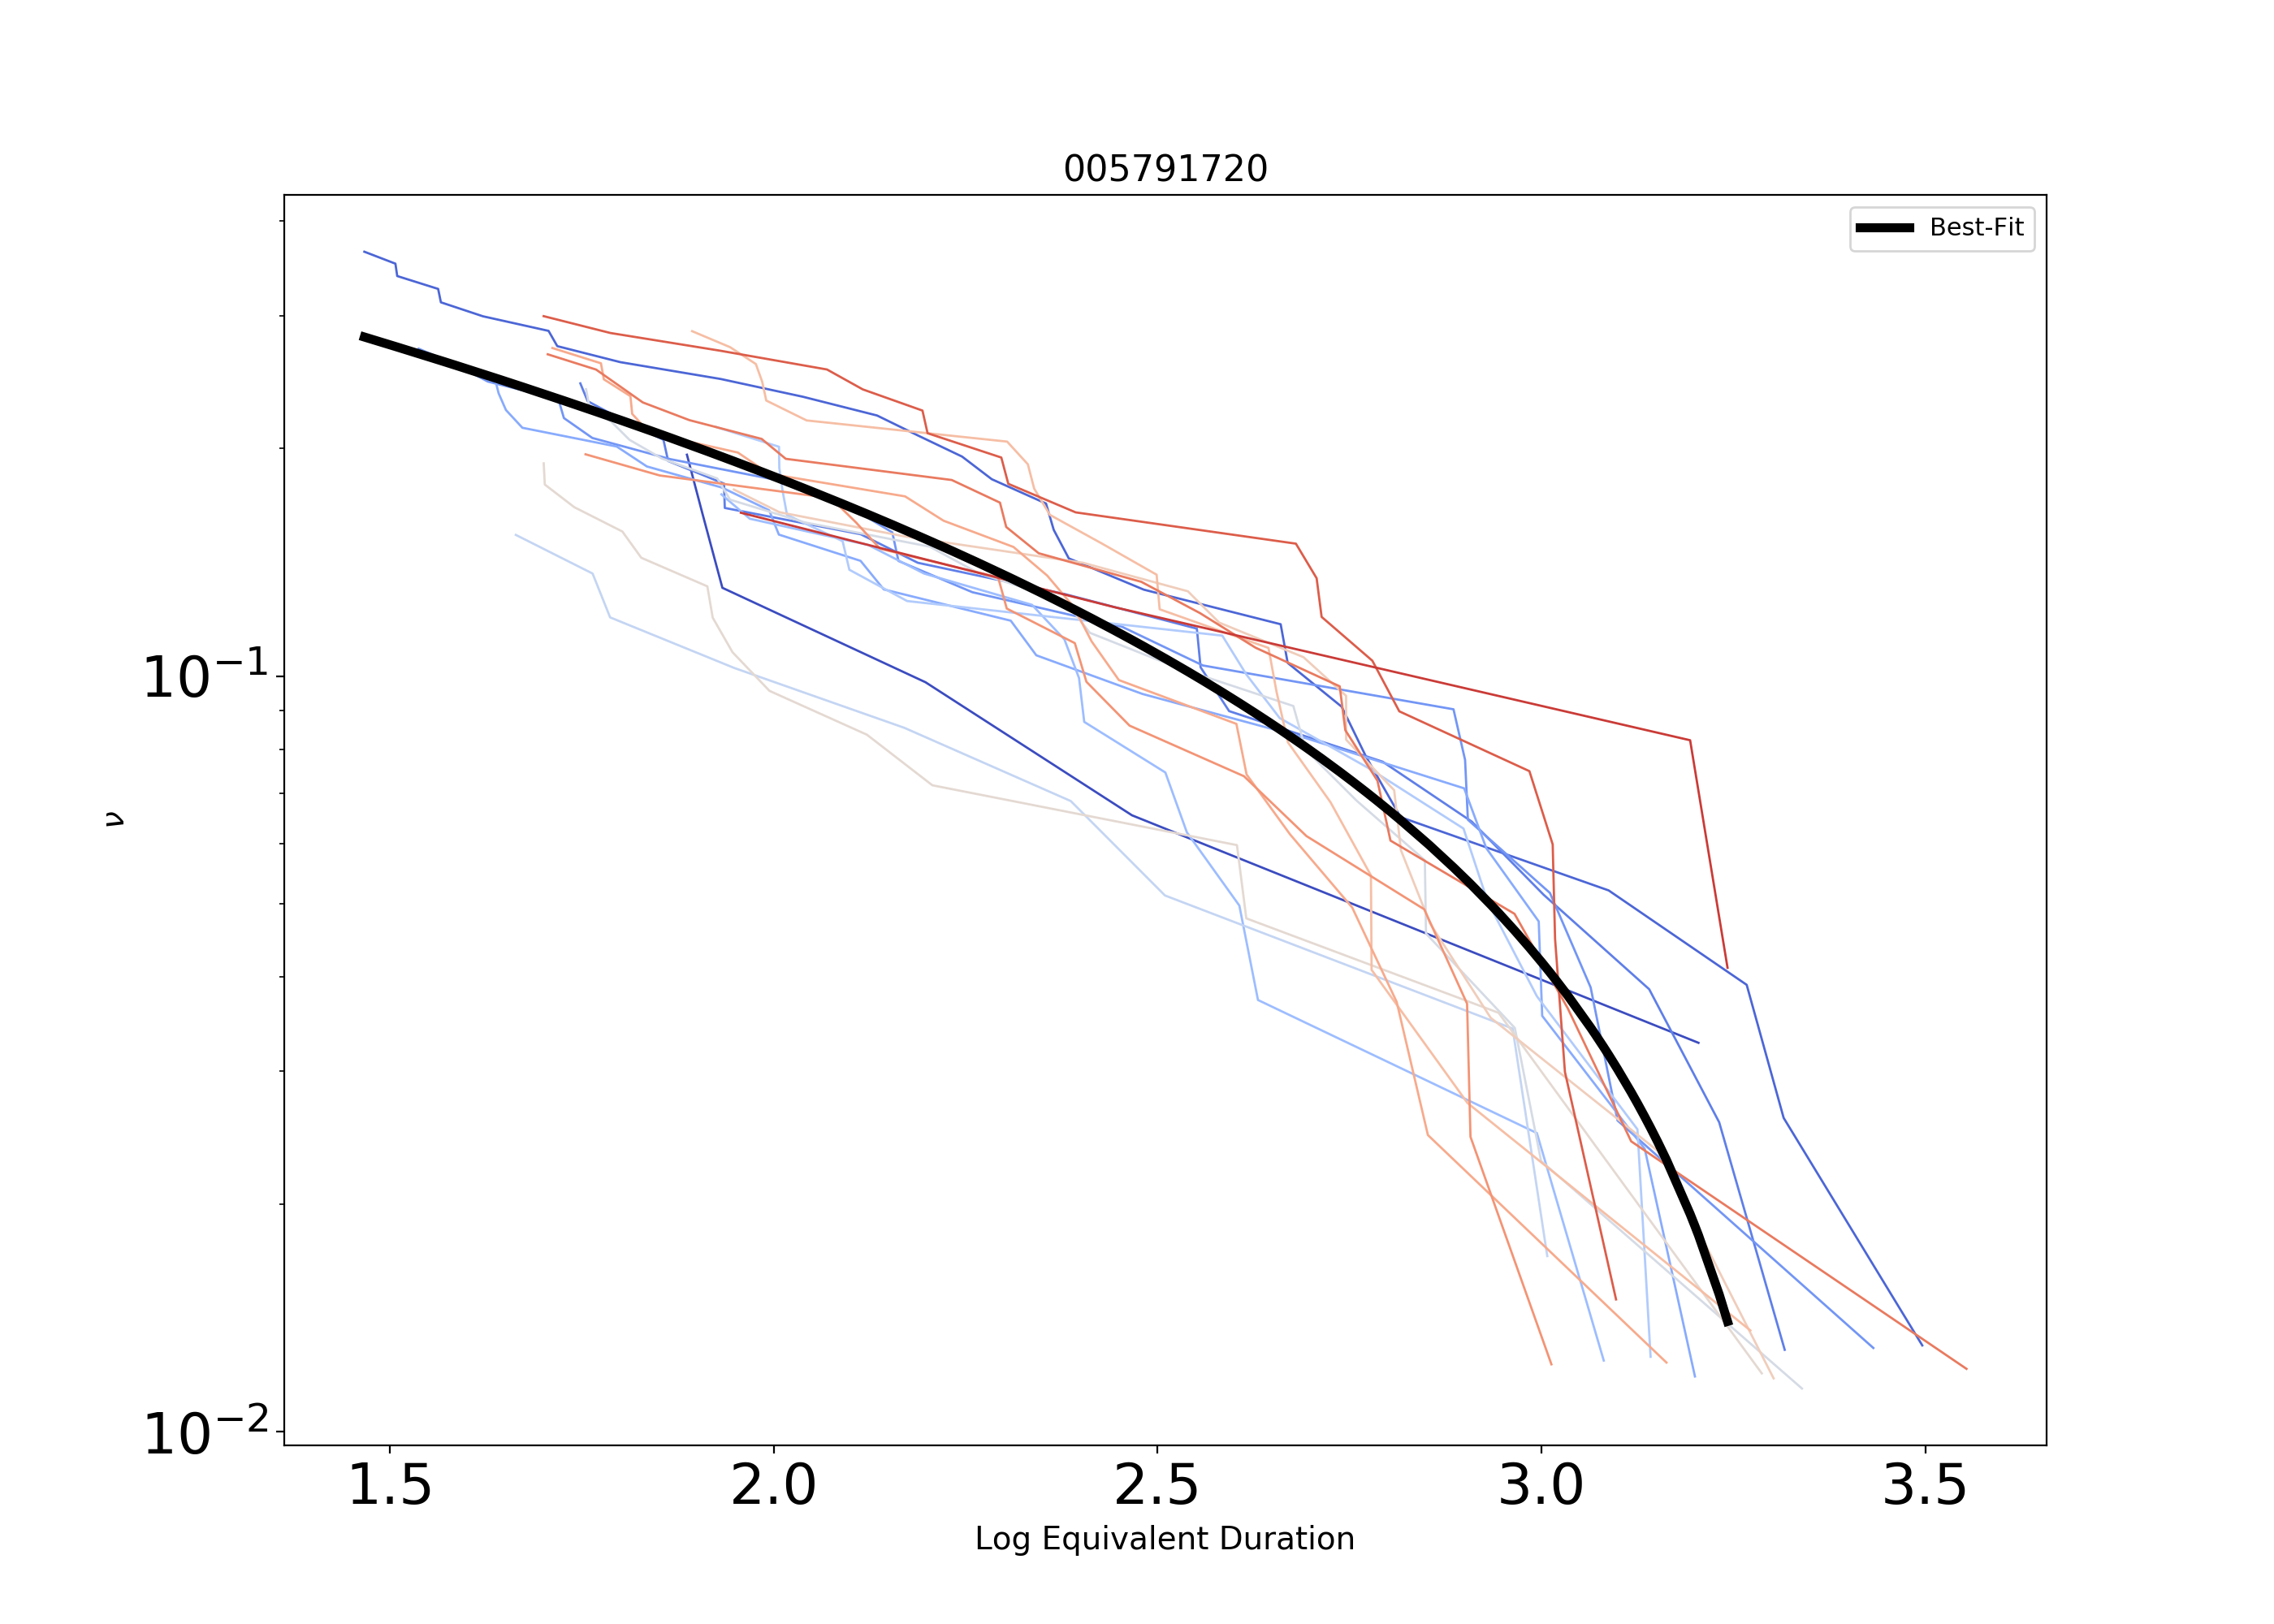 005791720
Best-Fit
10⁻¹
ν
10⁻²
1.5 2.0 2.5 3.0 3.5
Log Equivalent Duration